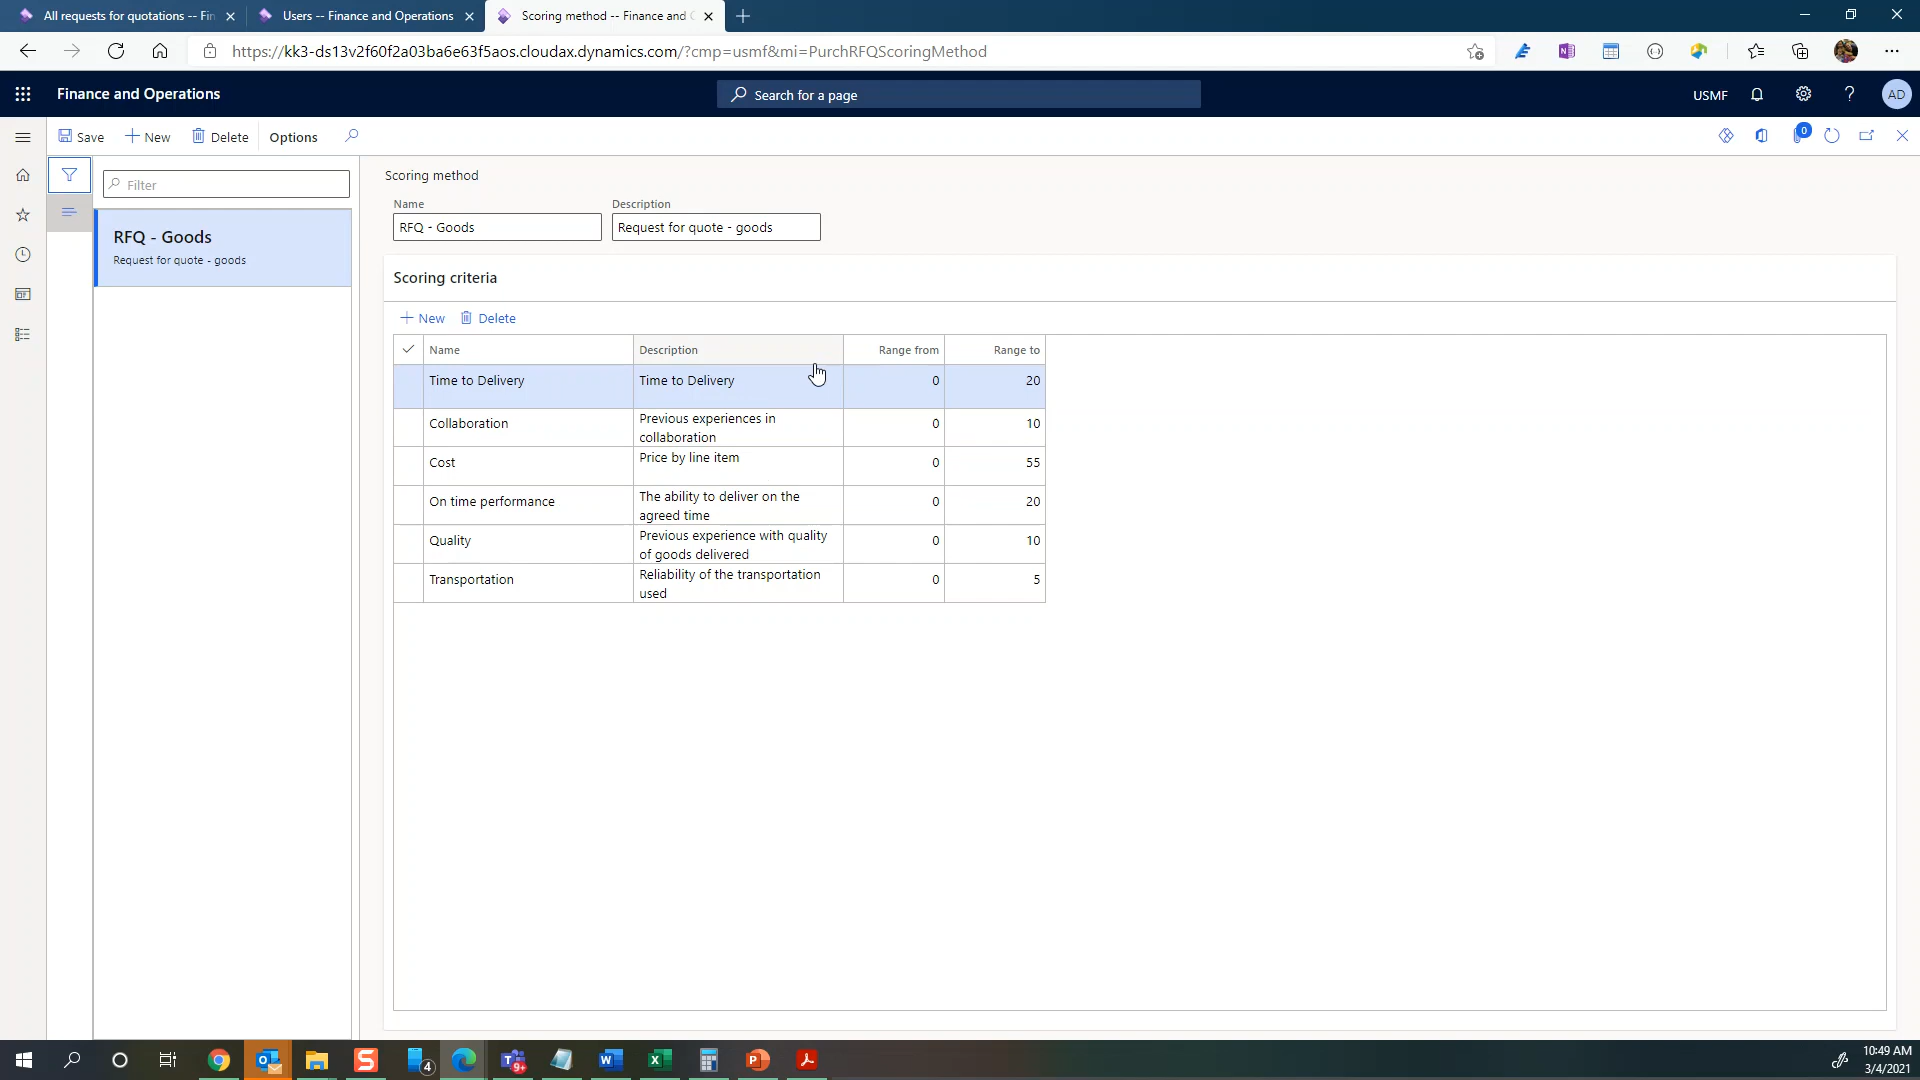 All requests for quotations -- Fin
Users -- Finance and Operations
Scoring method -- Finance and O
https://kk3-ds13v2f60f2a03ba6e63f5aos.cloudax.dynamics.com/?cmp=usmf&mi=PurchRFQScoringMethod
Finance and Operations
Search for a page
USMF
?
AD
Save
New
Delete
Options
0
Filter
RFQ - Goods
Request for quote - goods
Scoring method
Name
Description
RFQ - Goods
Request for quote - goods
Scoring criteria
New
Delete
Name
Description
Range from
Range to
Time to Delivery
Time to Delivery
0
20
Collaboration
Previous experiences in
collaboration
0
10
Cost
Price by line item
0
55
On time performance
The ability to deliver on the
agreed time
0
20
Quality
Previous experience with quality
of goods delivered
0
10
Transportation
Reliability of the transportation
used
0
5
4
9+
10:49 AM
3/4/2021